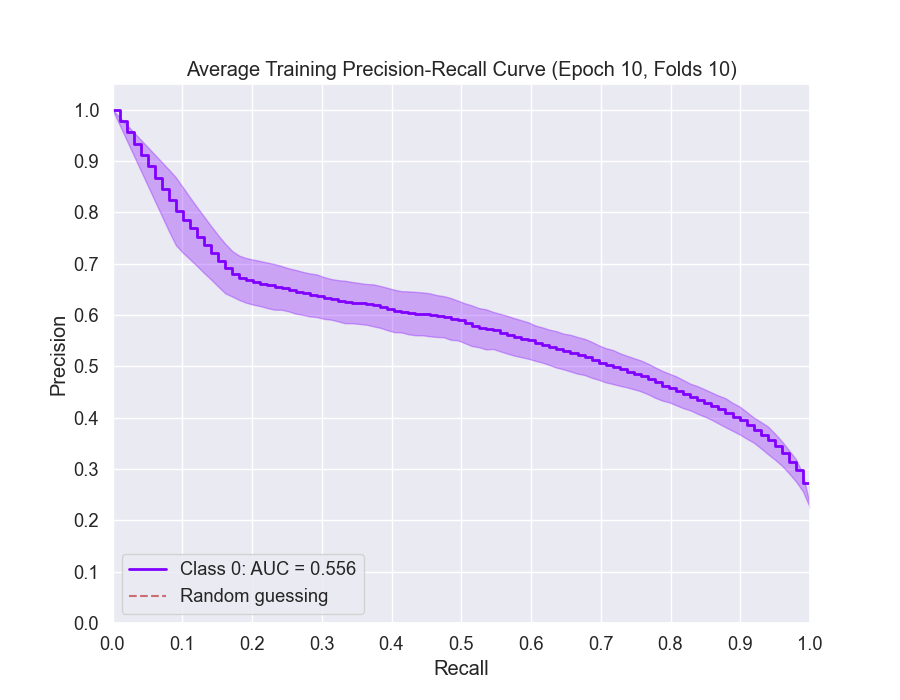 Average Training Precision-Recall Curve (Epoch 10, Folds 10)
1.0
0.9
0.8
0.7
0.6
0.5
0.4
0.3
0.2
0.1
0.0
Precision
Class 0: AUC = 0.556
Random guessing
0.0 0.1 0.2 0.3 0.4 0.5 0.6 0.7 0.8 0.9 1.0
Recall